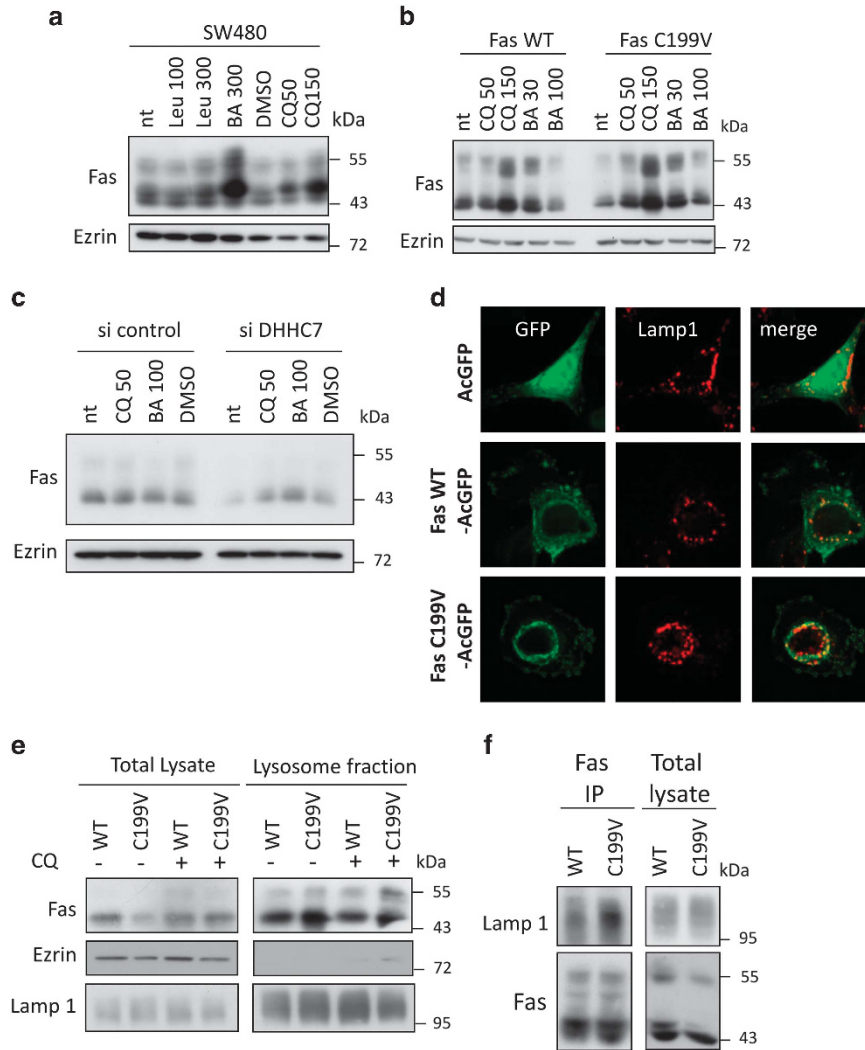 a
SW480
nt Leu 100 Leu 300 BA 300 DMSO CQ50 CQ150 kDa
Fas
55
43
Ezrin
72
b
Fas WT Fas C199V
nt CQ 50 CQ 150 BA 30 BA 100 nt CQ 50 CQ 150 BA 30 BA 100 kDa
Fas
55
43
Ezrin
72
c
si control si DHHC7
nt CQ 50 BA 100 DMSO nt CQ 50 BA 100 DMSO kDa
Fas
55
43
Ezrin
72
d
GFP Lamp1 merge
AcGFP
Fas WT
-AcGFP
Fas C199V
-AcGFP
e
Total Lysate Lysosome fraction
WT C199V WT C199V WT C199V WT C199V
CQ - - + + - - + + kDa
Fas
55
43
Ezrin
72
Lamp 1
95
f
Fas Total
IP lysate
WT C199V WT C199V kDa
Lamp 1
95
Fas
55
43